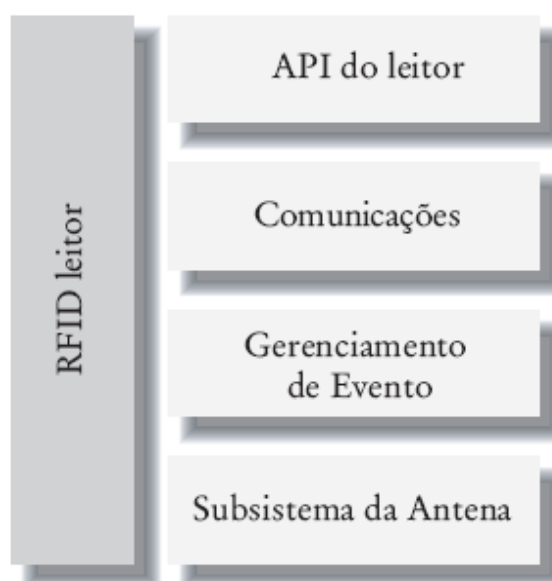 RFID leitor
API do leitor
Comunicações
Gerenciamento
de Evento
Subsistema da Antena